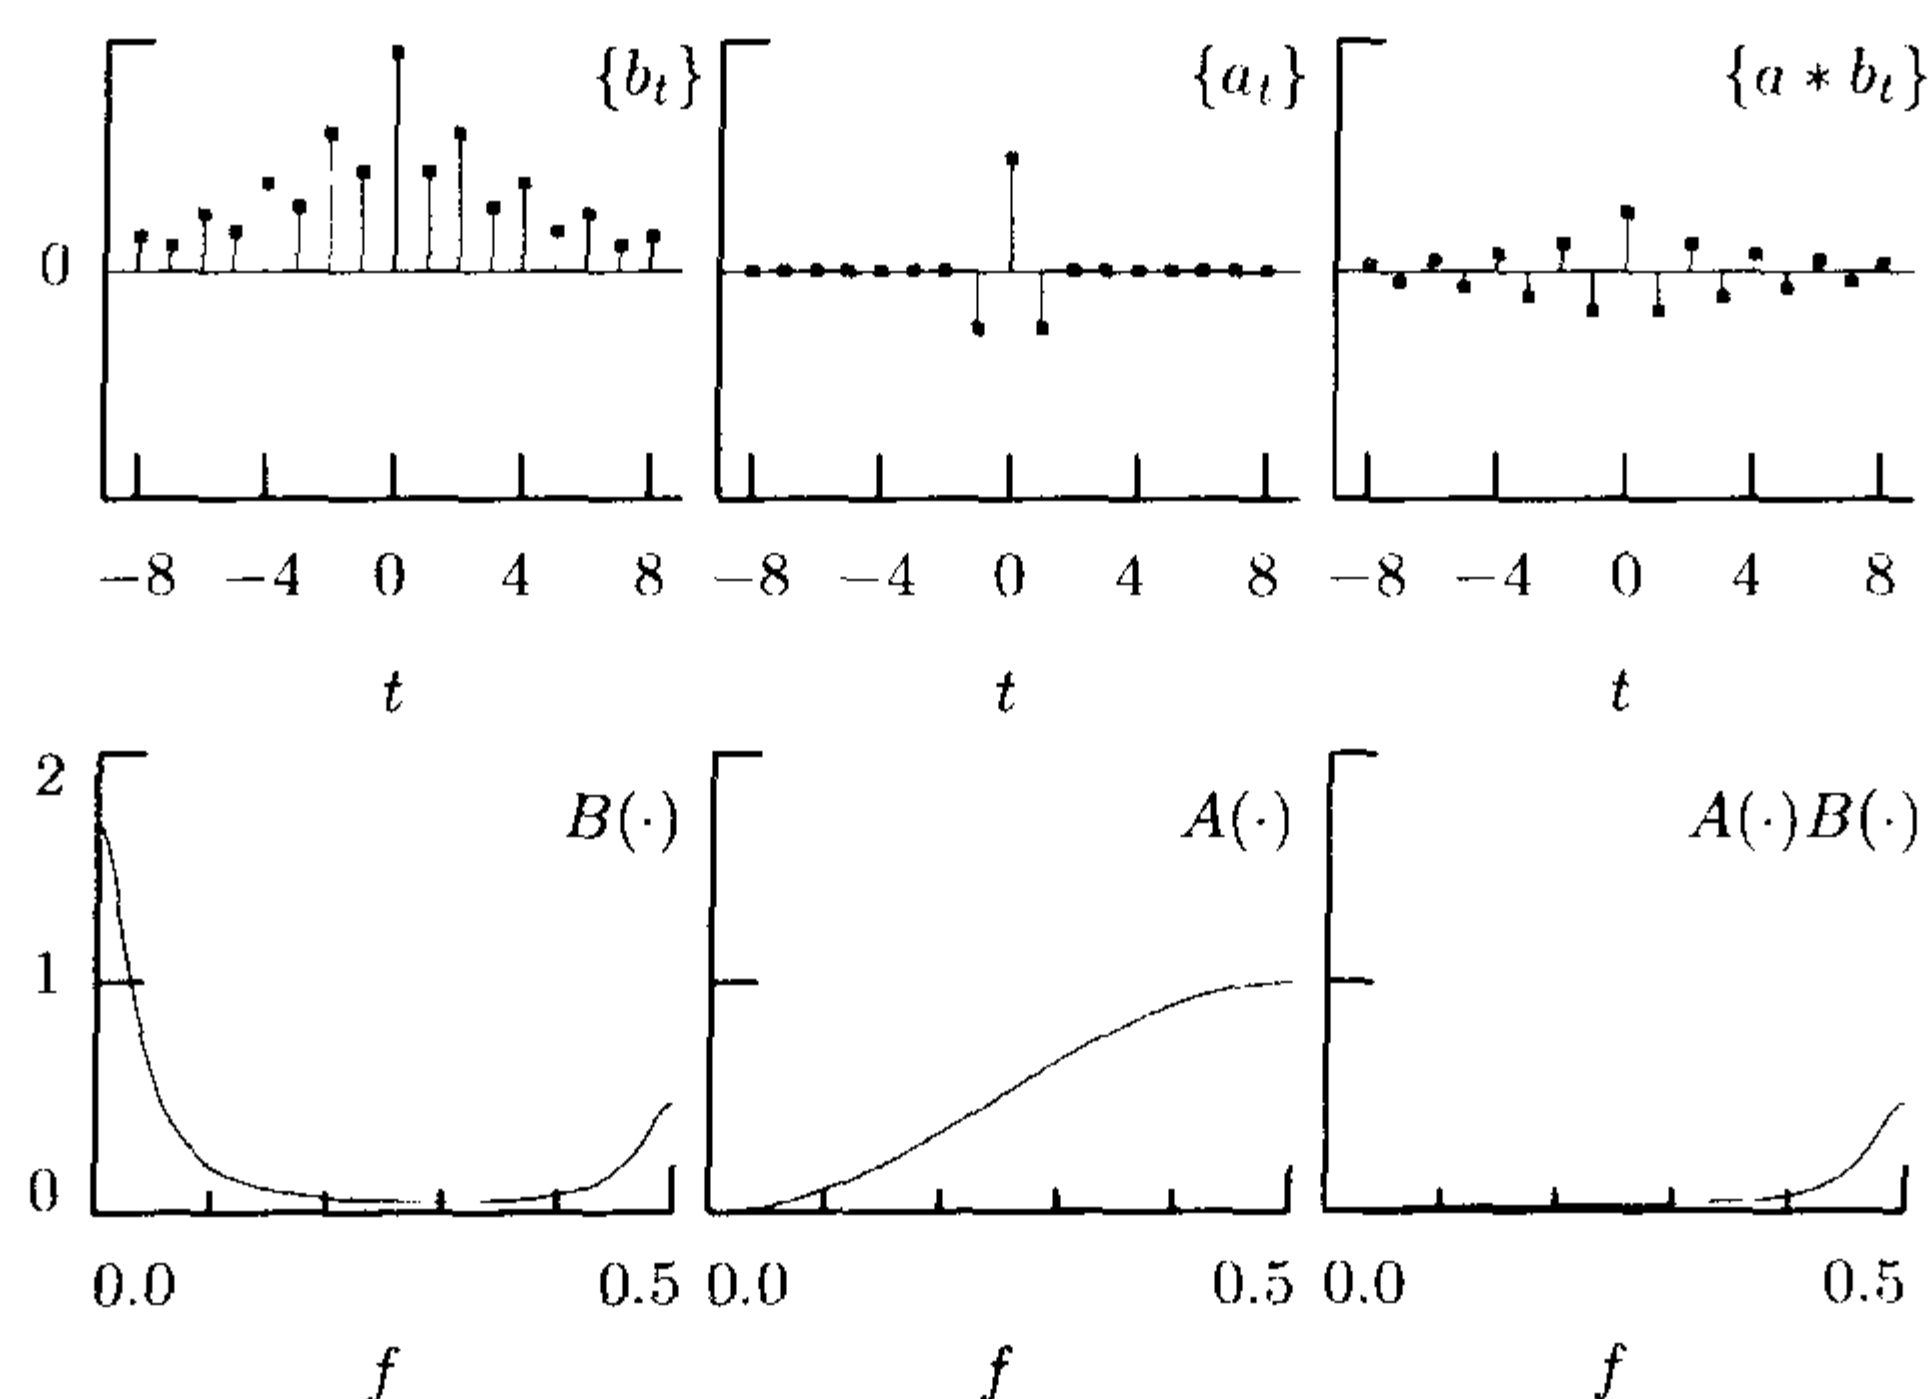 {b_t} {a_t} {a * b_t}
0
−8 −4 0 4 8 −8 −4 0 4 8 −8 −4 0 4 8
t t t
2
B(·) A(·) A(·)B(·)
1
0
0.0 0.5 0.0 0.5 0.0 0.5
f f f